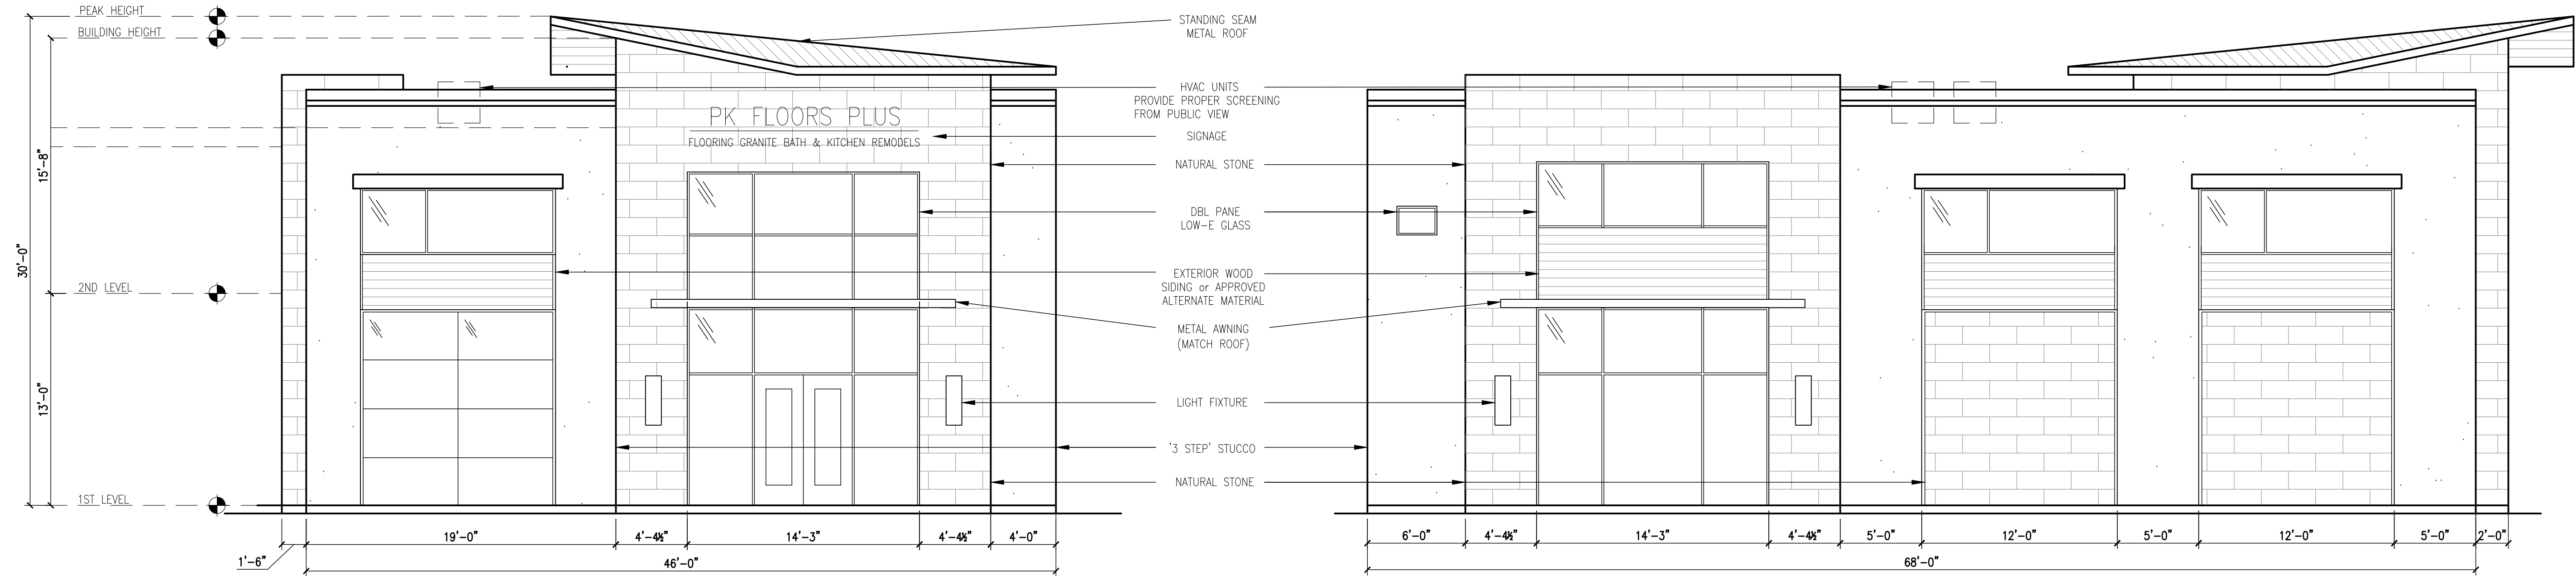 PEAK HEIGHT
BUILDING HEIGHT
2ND LEVEL
1ST LEVEL
30'-0"
15'-8"
13'-0"
PK FLOORS PLUS
FLOORING GRANITE BATH & KITCHEN REMODELS
STANDING SEAM
METAL ROOF
HVAC UNITS
PROVIDE PROPER SCREENING
FROM PUBLIC VIEW
SIGNAGE
NATURAL STONE
DBL PANE
LOW-E GLASS
EXTERIOR WOOD
SIDING or APPROVED
ALTERNATE MATERIAL
METAL AWNING
(MATCH ROOF)
LIGHT FIXTURE
'3 STEP' STUCCO
NATURAL STONE
1'-6"
19'-0"
4'-4½"
14'-3"
4'-4½"
4'-0"
46'-0"
6'-0"
4'-4½"
14'-3"
4'-4½"
5'-0"
12'-0"
5'-0"
12'-0"
5'-0"
2'-0"
68'-0"